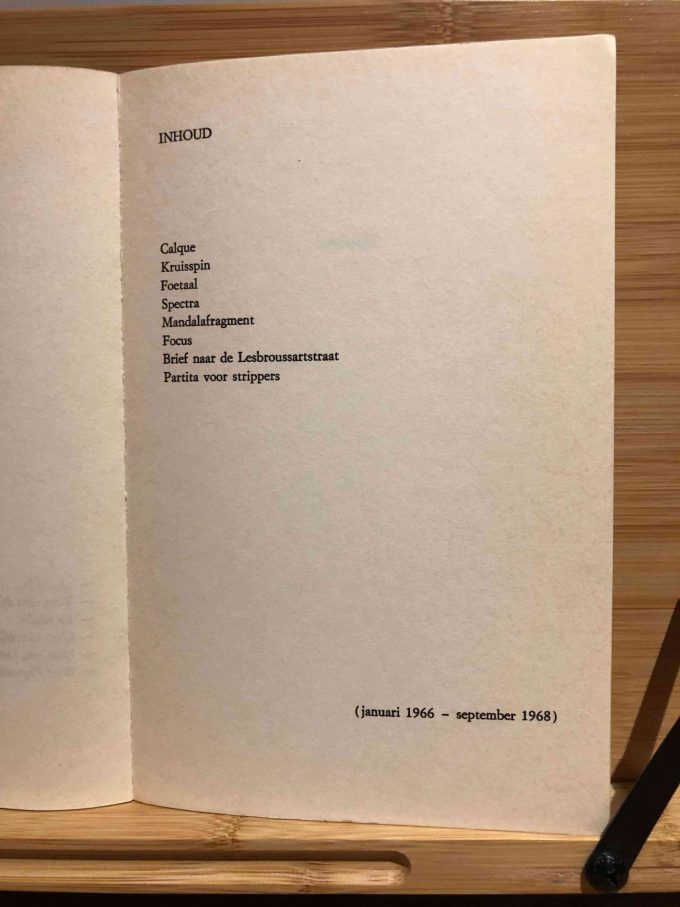 INHOUD
Calque
Kruisspin
Foetaal
Spectra
Mandalafragment
Focus
Brief naar de Lesbroussartstraat
Partita voor strippers
(januari 1966 – september 1968)